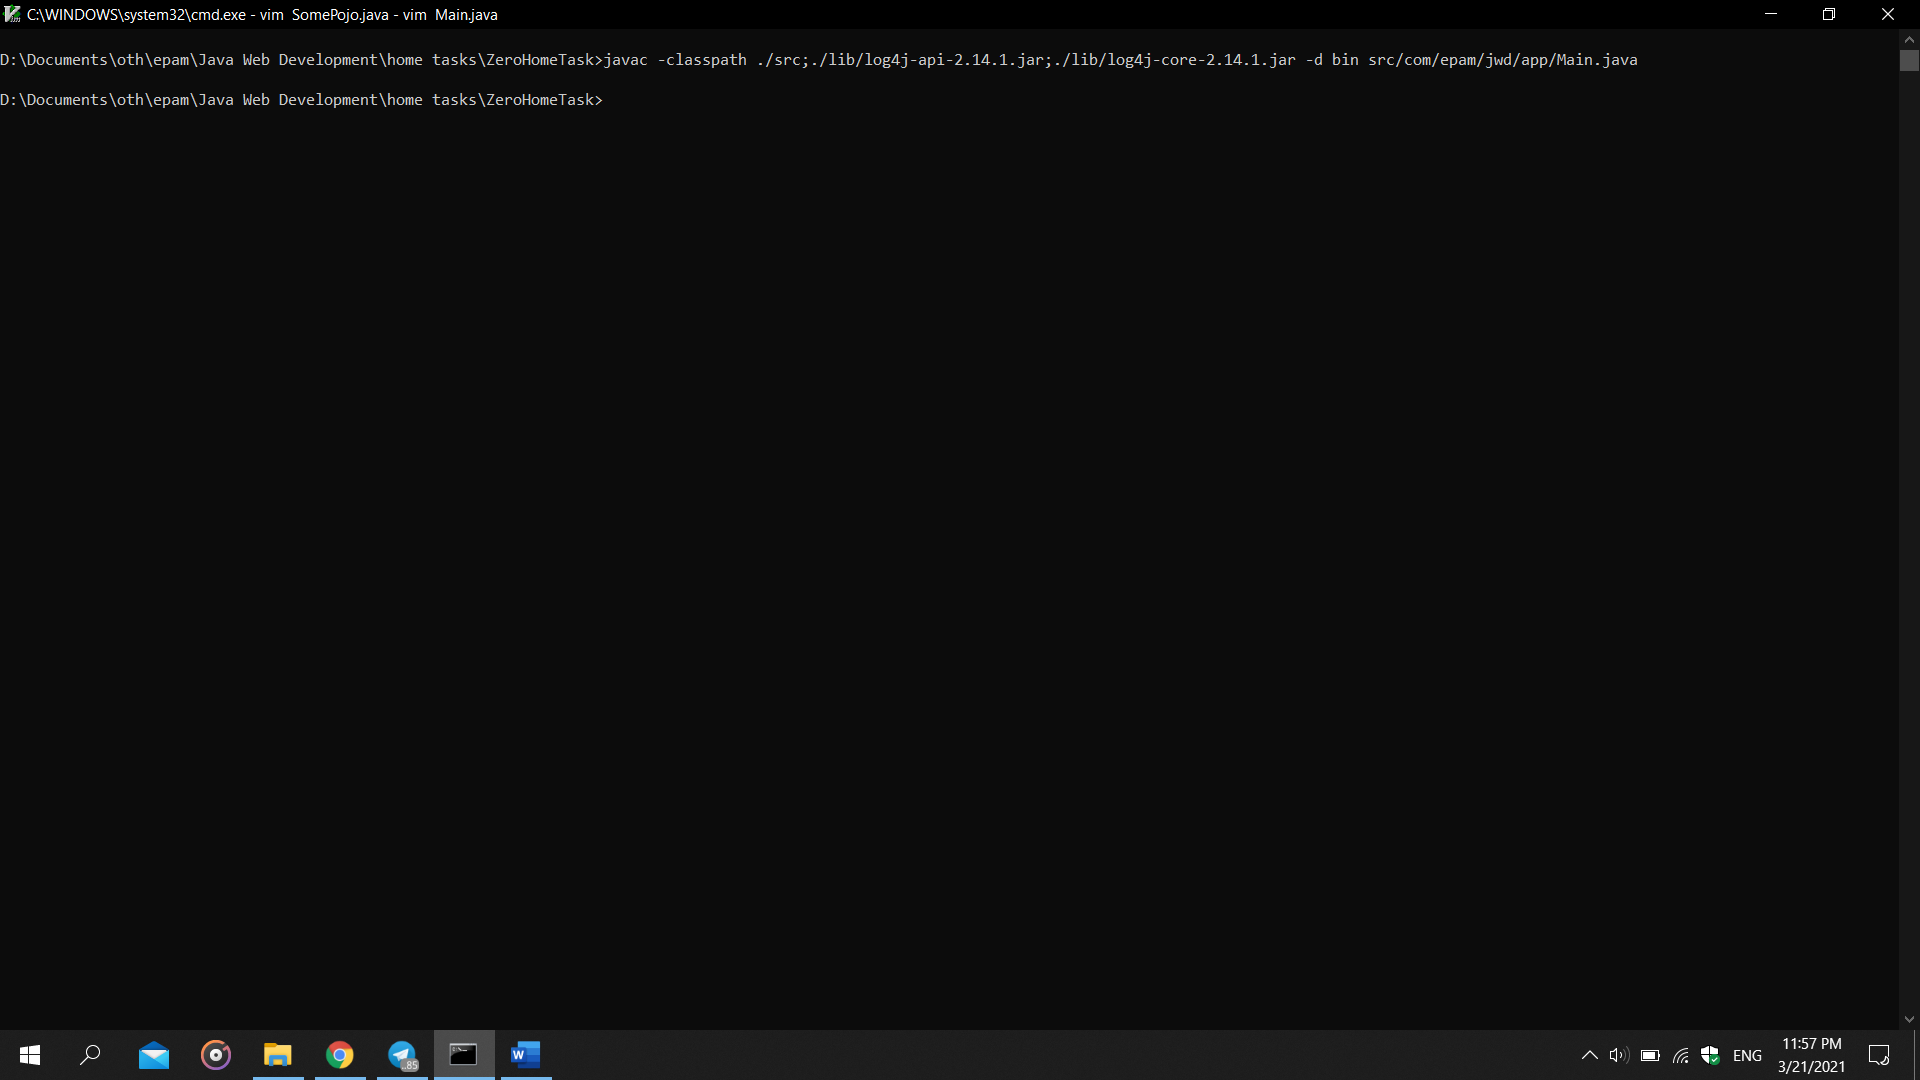 C:\WINDOWS\system32\cmd.exe - vim  SomePojo.java - vim  Main.java
D:\Documents\oth\epam\Java Web Development\home tasks\ZeroHomeTask>javac -classpath ./src;./lib/log4j-api-2.14.1.jar;./lib/log4j-core-2.14.1.jar -d bin src/com/epam/jwd/app/Main.java
D:\Documents\oth\epam\Java Web Development\home tasks\ZeroHomeTask>
..85
W
ENG
11:57 PM
3/21/2021